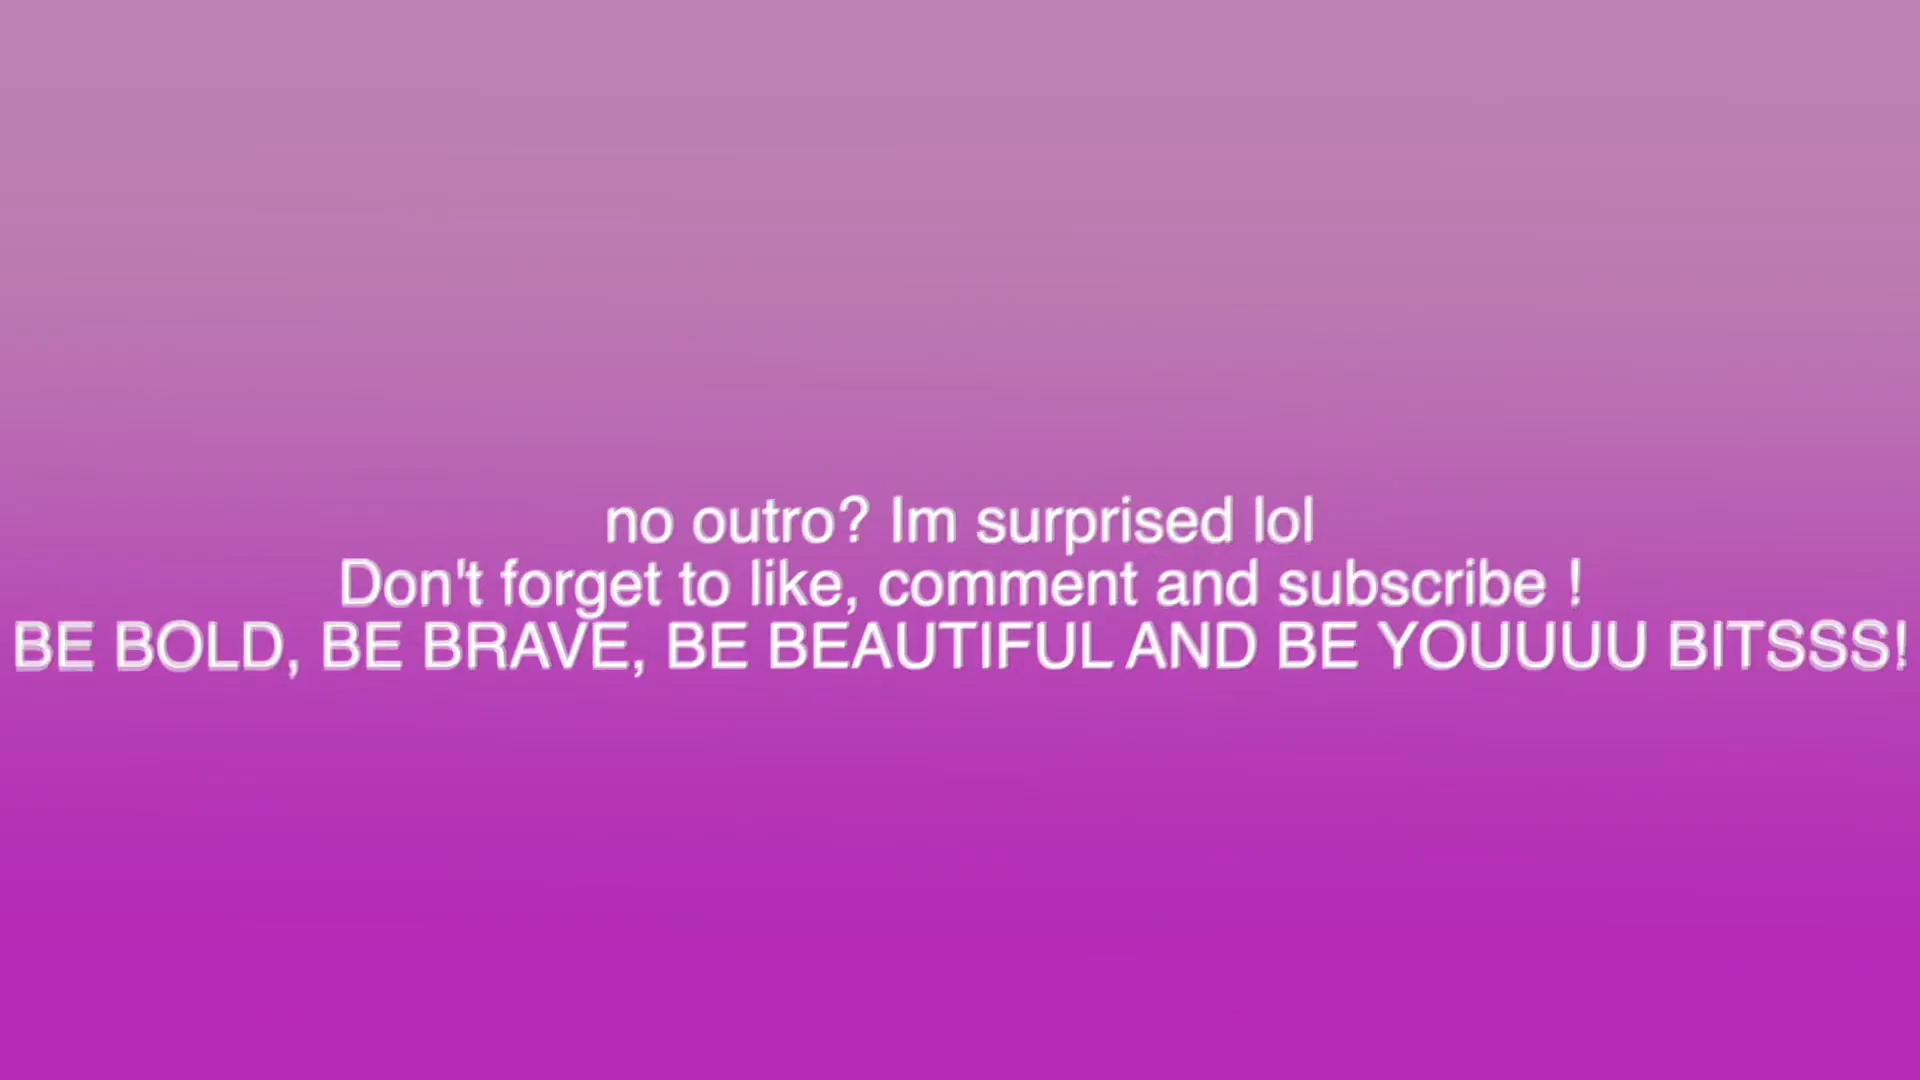 no outro? Im surprised lol
Don't forget to like, comment and subscribe !
BE BOLD, BE BRAVE, BE BEAUTIFUL AND BE YOUUUU BITSSS!